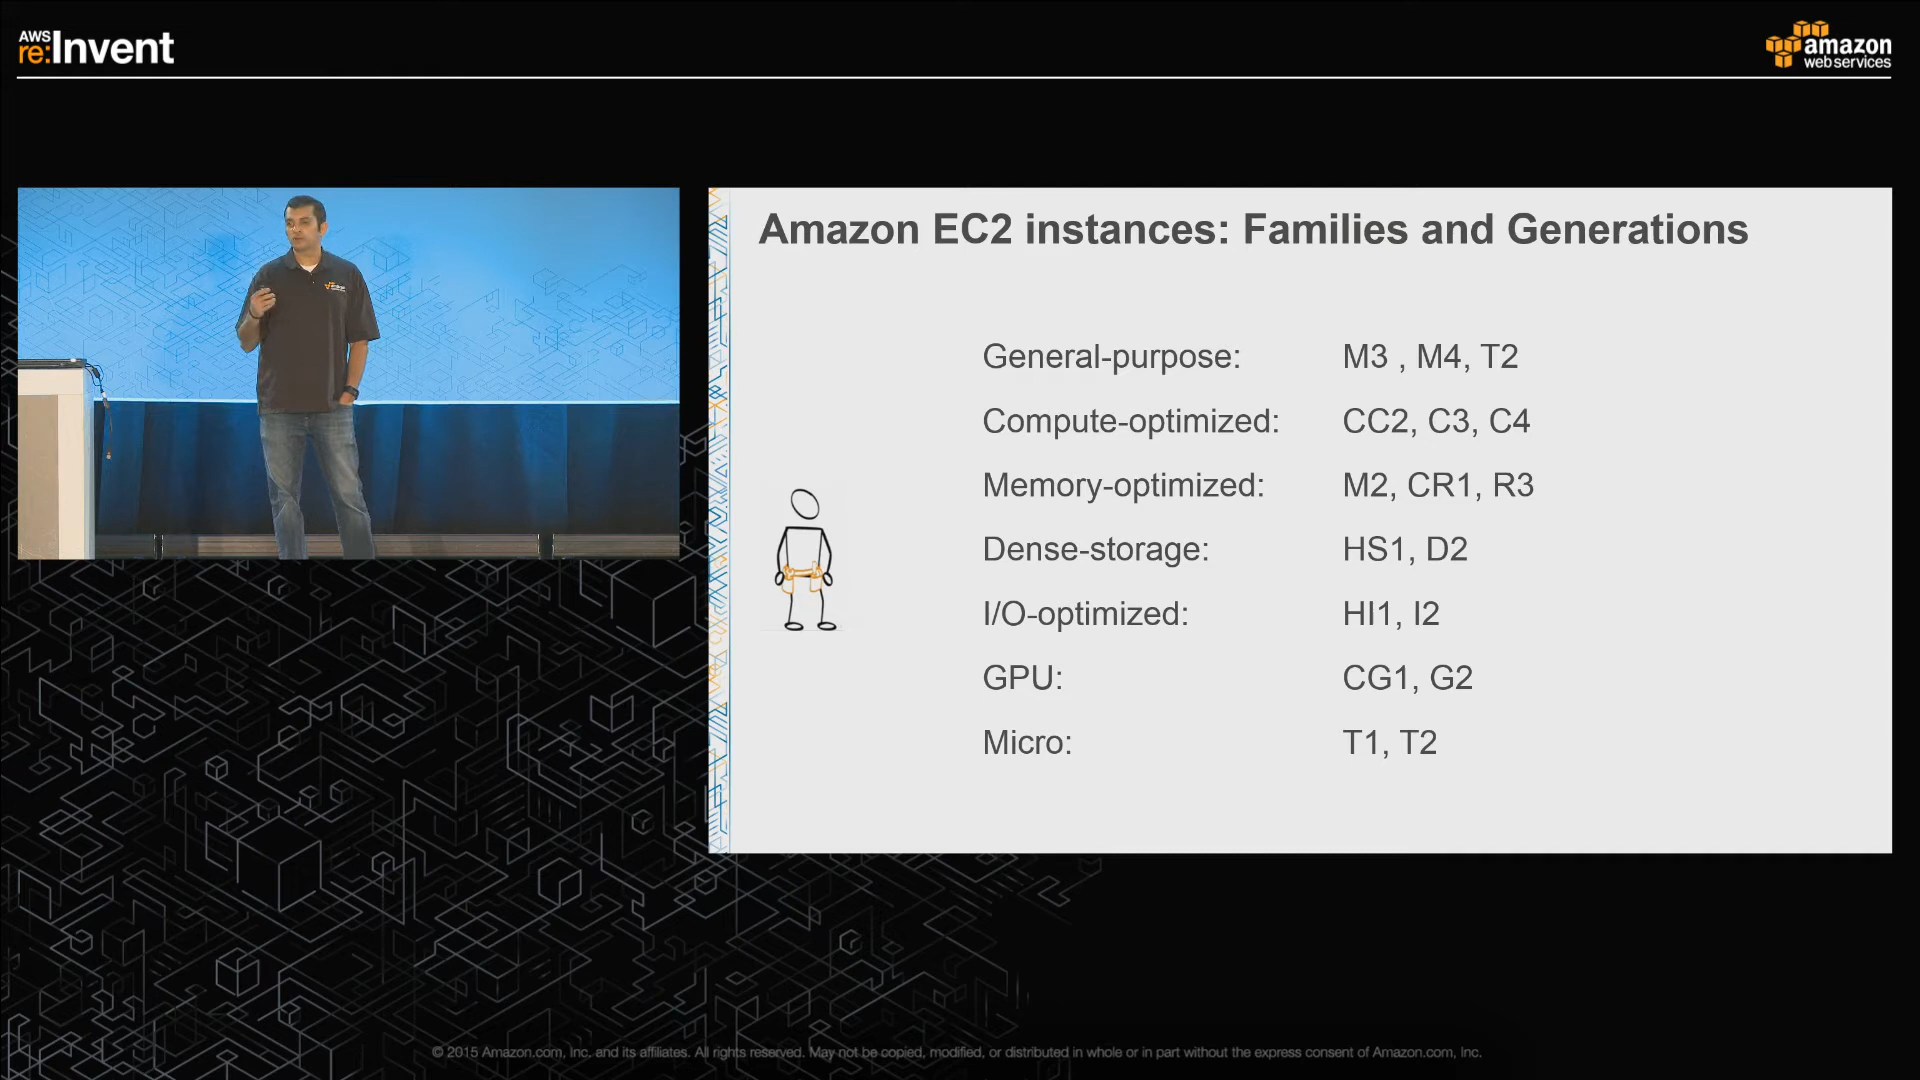 AWS
re:Invent
amazon
web services
Amazon EC2 instances: Families and Generations
General-purpose: M3 , M4, T2
Compute-optimized: CC2, C3, C4
Memory-optimized: M2, CR1, R3
Dense-storage: HS1, D2
I/O-optimized: HI1, I2
GPU: CG1, G2
Micro: T1, T2
© 2015 Amazon.com, Inc. and its affiliates. All rights reserved. May not be copied, modified, or distributed in whole or in part without the express consent of Amazon.com, Inc.